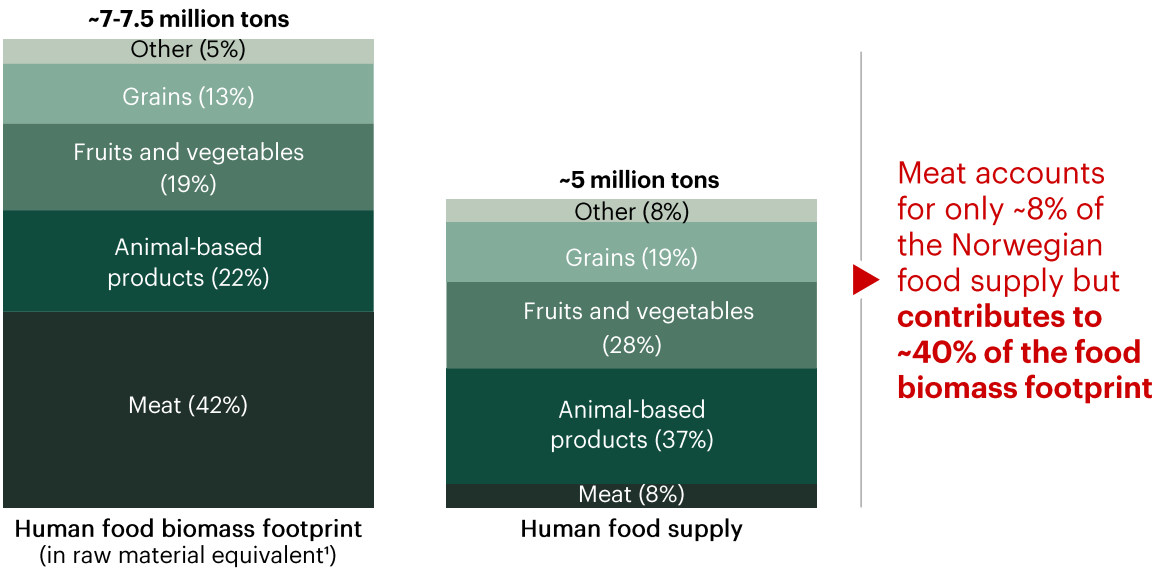 ~7-7.5 million tons
Other (5%)
Grains (13%)
Fruits and vegetables
(19%)
Animal-based
products (22%)
Meat (42%)
Human food biomass footprint
(in raw material equivalent¹)
~5 million tons
Other (8%)
Grains (19%)
Fruits and vegetables
(28%)
Animal-based
products (37%)
Meat (8%)
Human food supply
Meat accounts
for only ~8% of
the Norwegian
food supply but
contributes to
~40% of the food
biomass footprint